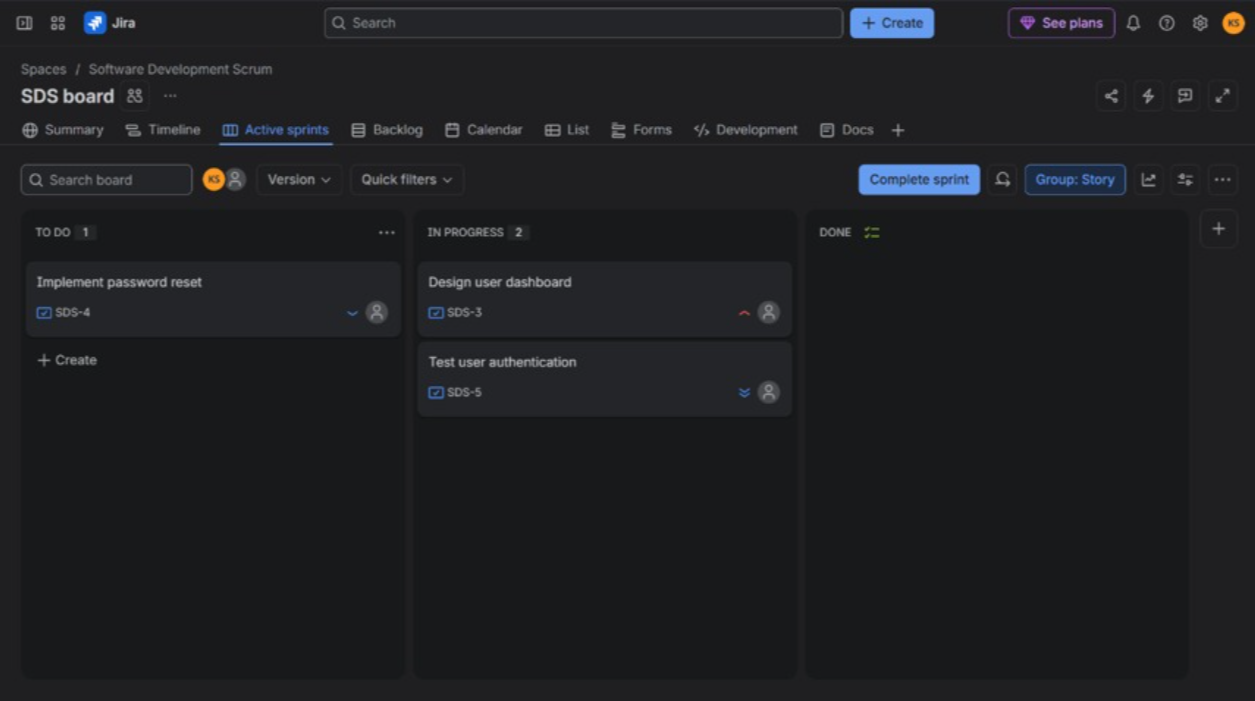 Jira
Search
+ Create
See plans
KS
Spaces / Software Development Scrum
SDS board
Summary
Timeline
Active sprints
Backlog
Calendar
List
Forms
Development
Docs
Search board
KS
Version
Quick filters
Complete sprint
Group: Story
TO DO 1
Implement password reset
SDS-4
+ Create
IN PROGRESS 2
Design user dashboard
SDS-3
Test user authentication
SDS-5
DONE